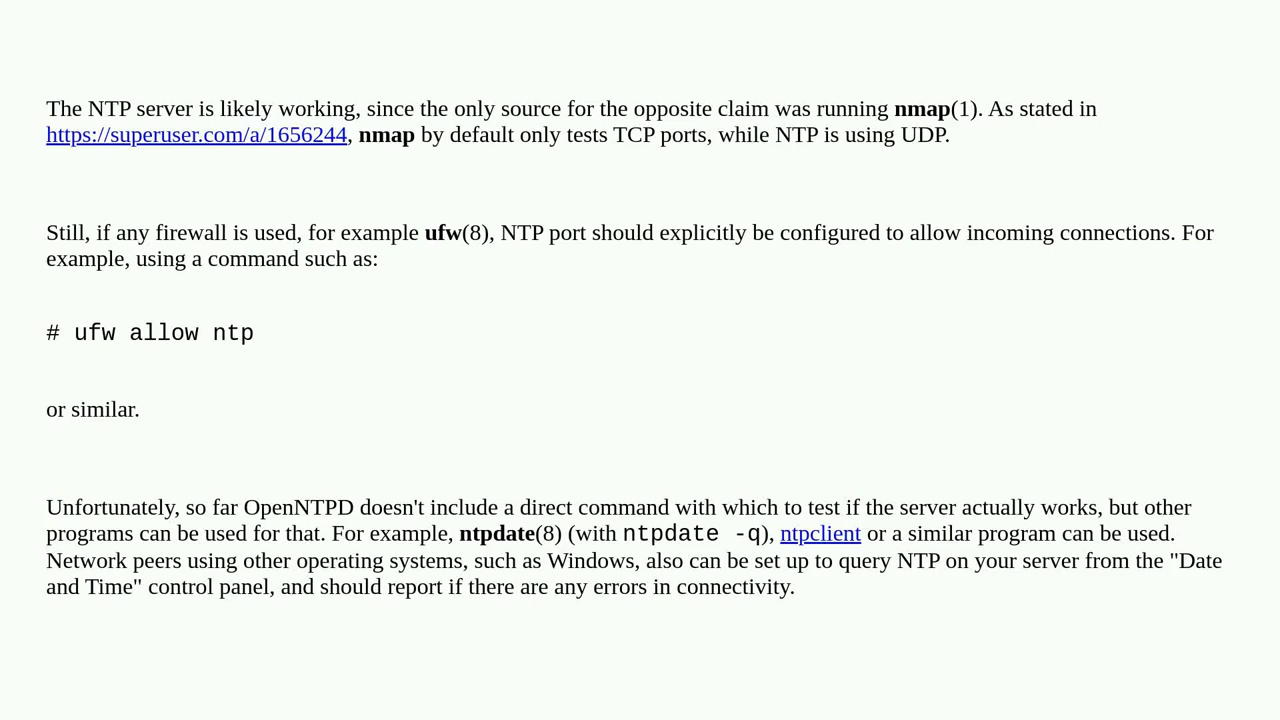 The NTP server is likely working, since the only source for the opposite claim was running nmap(1). As stated in
https://superuser.com/a/1656244, nmap by default only tests TCP ports, while NTP is using UDP.
Still, if any firewall is used, for example ufw(8), NTP port should explicitly be configured to allow incoming connections. For
example, using a command such as:
# ufw allow ntp
or similar.
Unfortunately, so far OpenNTPD doesn't include a direct command with which to test if the server actually works, but other
programs can be used for that. For example, ntpdate(8) (with ntpdate -q), ntpclient or a similar program can be used.
Network peers using other operating systems, such as Windows, also can be set up to query NTP on your server from the "Date
and Time" control panel, and should report if there are any errors in connectivity.